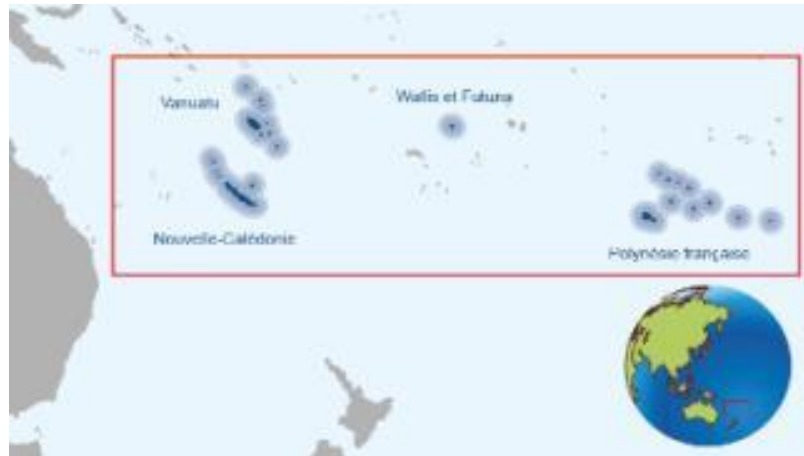 Vanuatu
Wallis et Futuna
Nouvelle-Calédonie
Polynésie française